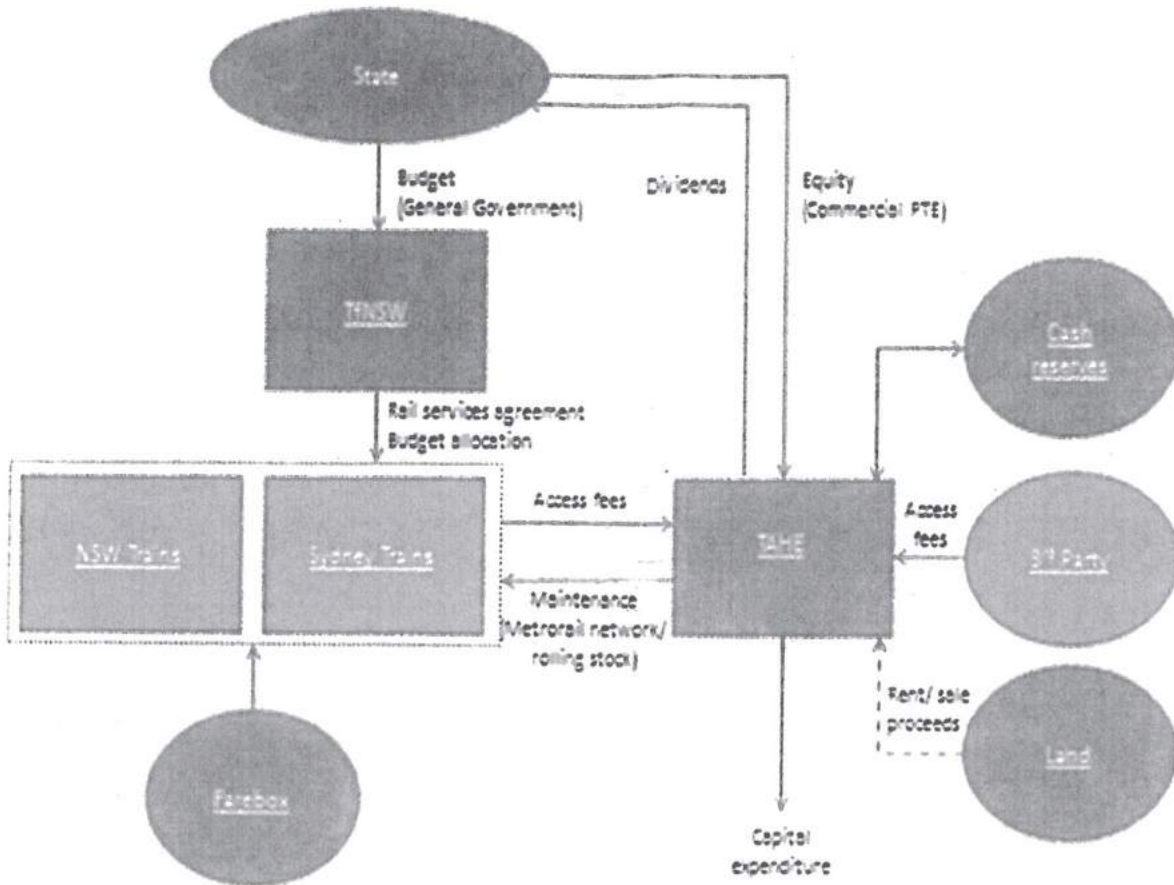 State
Budget
(General Government)
Dividends
Equity
(Commercial PTE)
TfNSW
Cash
reserves
Rail services agreement
Budget allocation
NSW Trains
Sydney Trains
Access fees
TAHE
Access
fees
3rd PArty
Maintenance
(Metrorail network/
rolling stock)
Rent/ sale
proceeds
Land
Farebox
Capital
expenditure